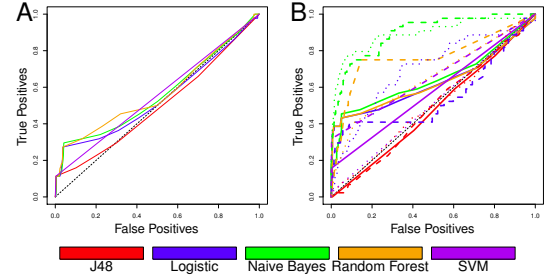 A
B
True Positives
1.0
0.8
0.6
0.4
0.2
0.0
0.0 0.2 0.4 0.6 0.8 1.0
False Positives
True Positives
1.0
0.8
0.6
0.4
0.2
0.0
0.0 0.2 0.4 0.6 0.8 1.0
False Positives
J48 Logistic Naive Bayes Random Forest SVM